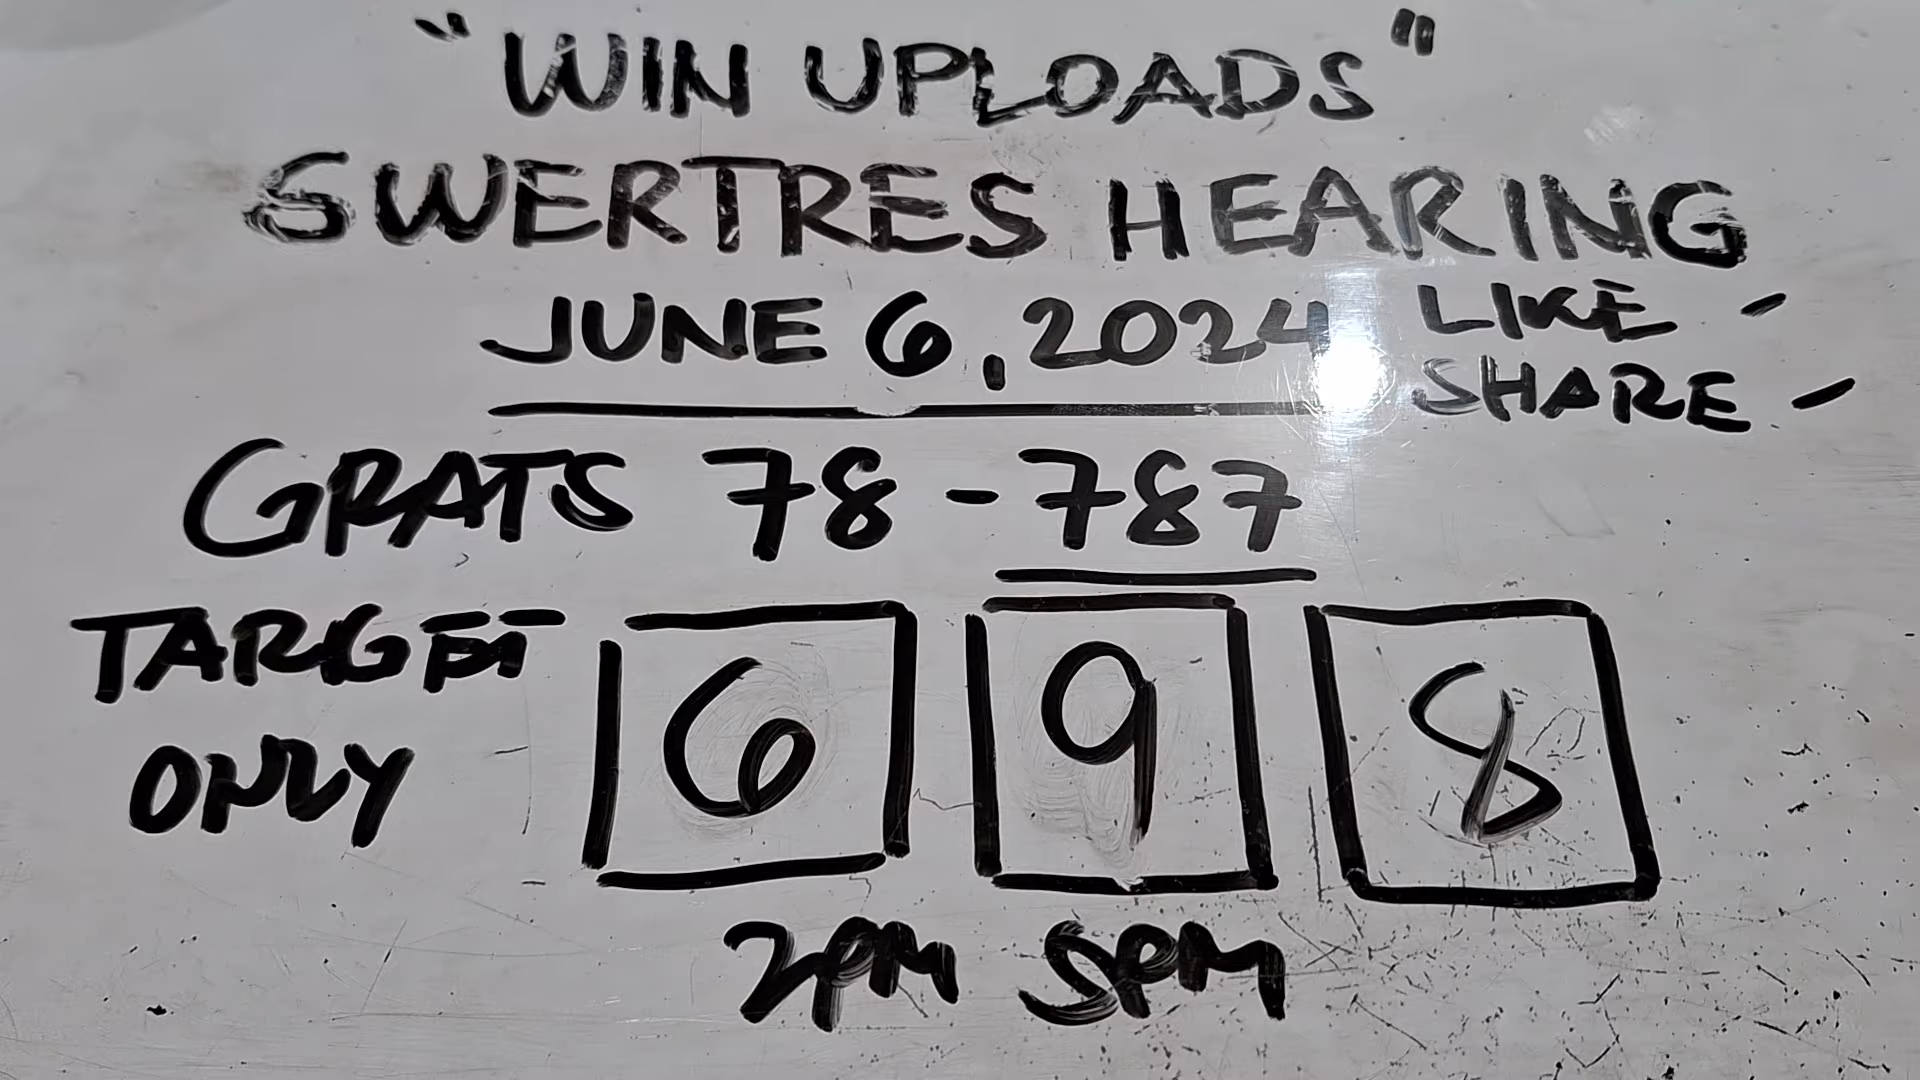 "WIN UPLOADS"
SWERTRES HEARING
JUNE 6, 2024
LIKE -
SHARE -
GRATS 78 - 787
TARGET
ONLY
6 9 8
2PM 5PM